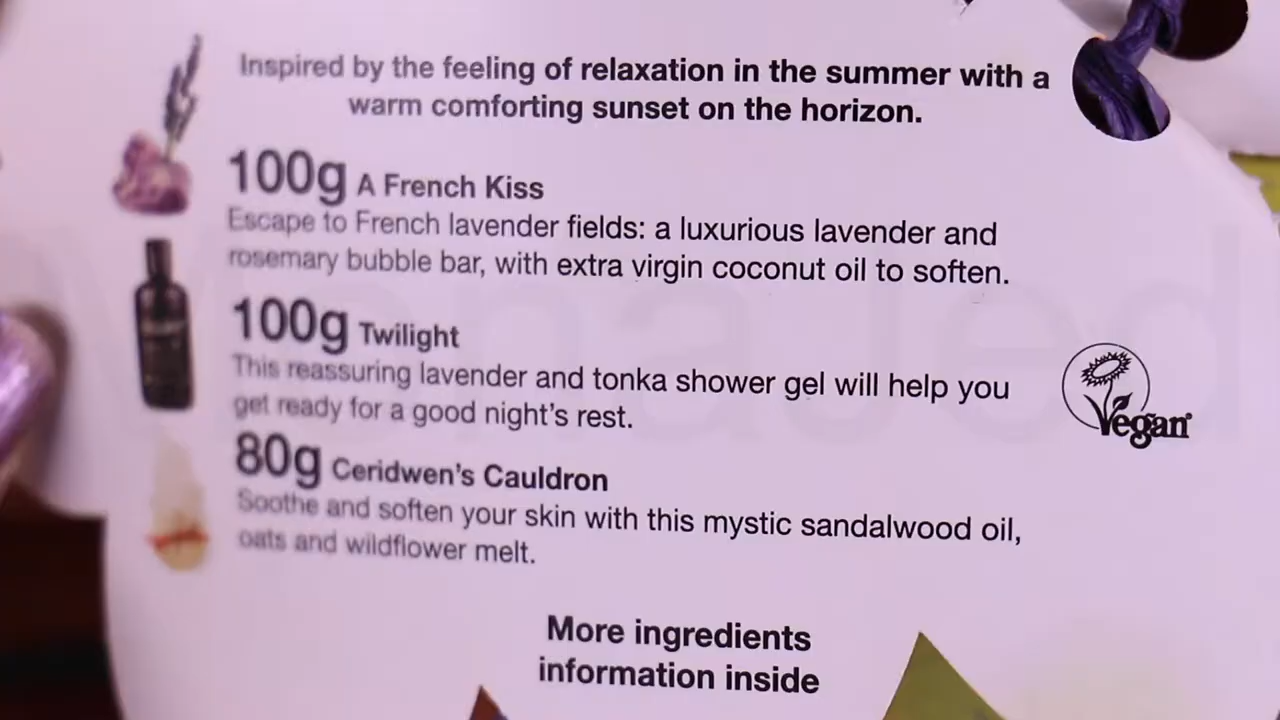 Inspired by the feeling of relaxation in the summer with a
warm comforting sunset on the horizon.
100g A French Kiss
Escape to French lavender fields: a luxurious lavender and
rosemary bubble bar, with extra virgin coconut oil to soften.
100g Twilight
This reassuring lavender and tonka shower gel will help you
get ready for a good night's rest.
Vegan
80g Ceridwen's Cauldron
Soothe and soften your skin with this mystic sandalwood oil,
oats and wildflower melt.
More ingredients
information inside